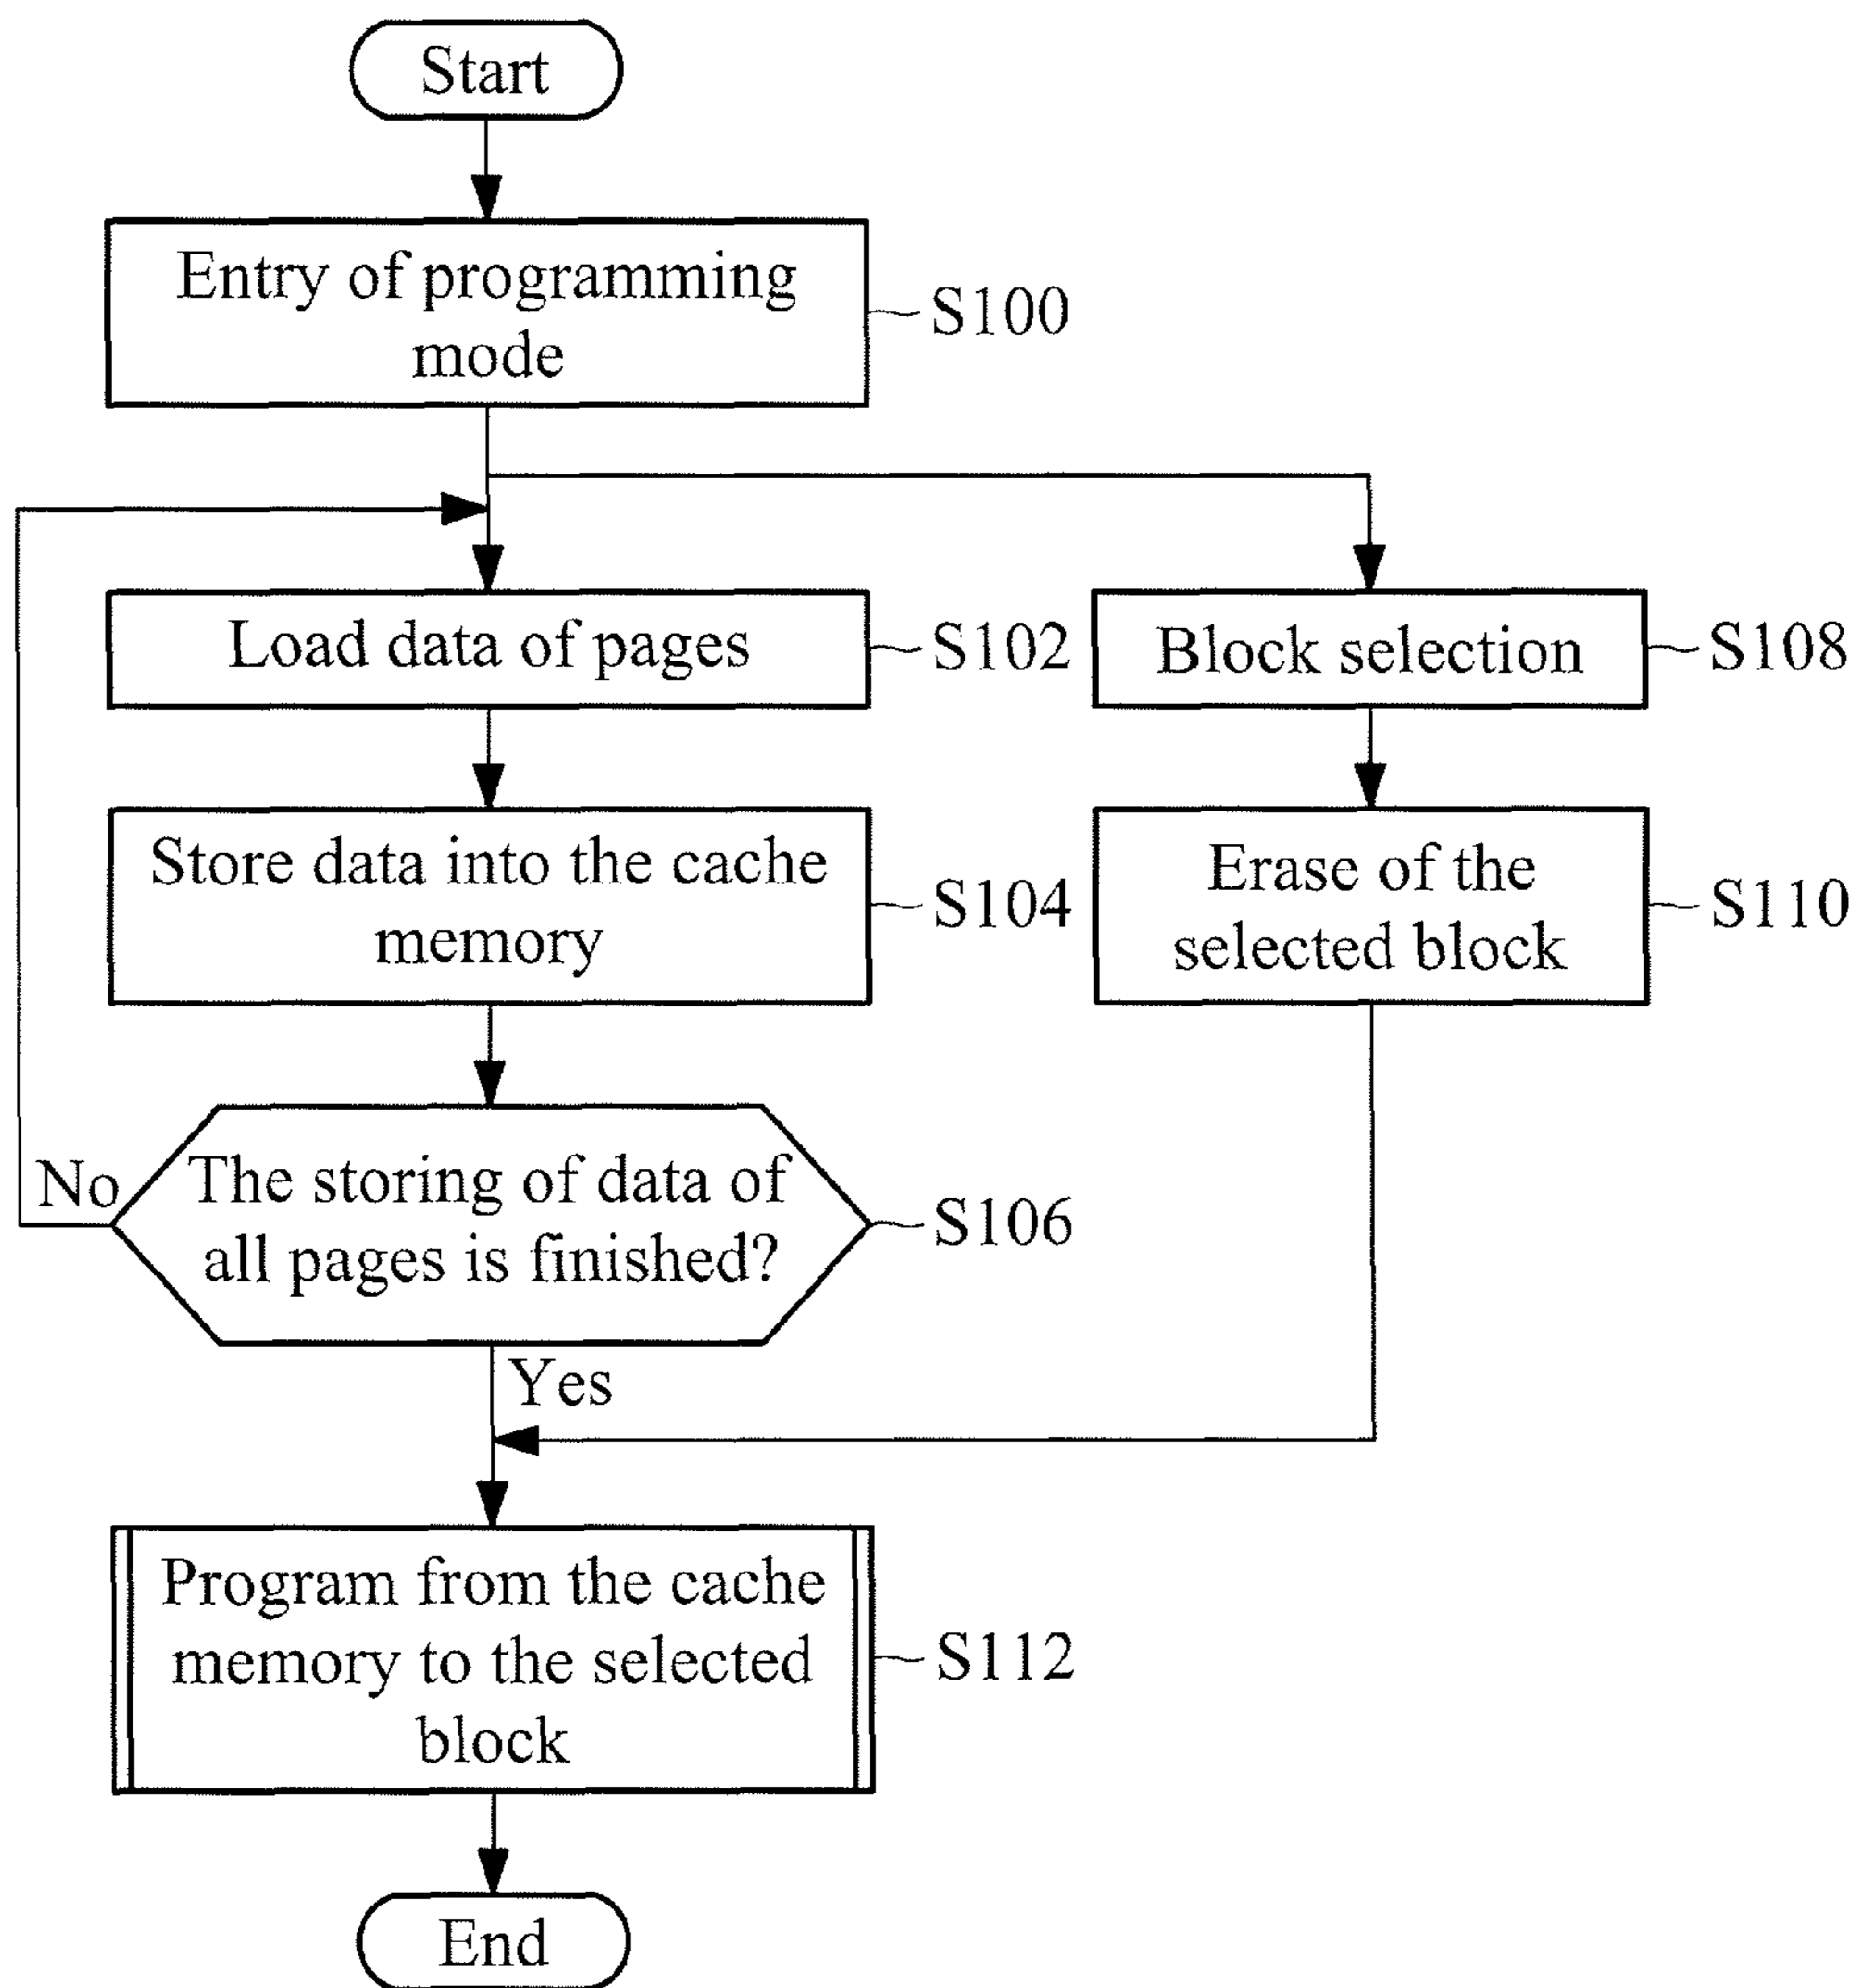 Start
Entry of programming
mode
S100
Load data of pages
S102
Block selection
S108
Store data into the cache
memory
S104
Erase of the
selected block
S110
No
The storing of data of
all pages is finished?
S106
Yes
Program from the cache
memory to the selected
block
S112
End